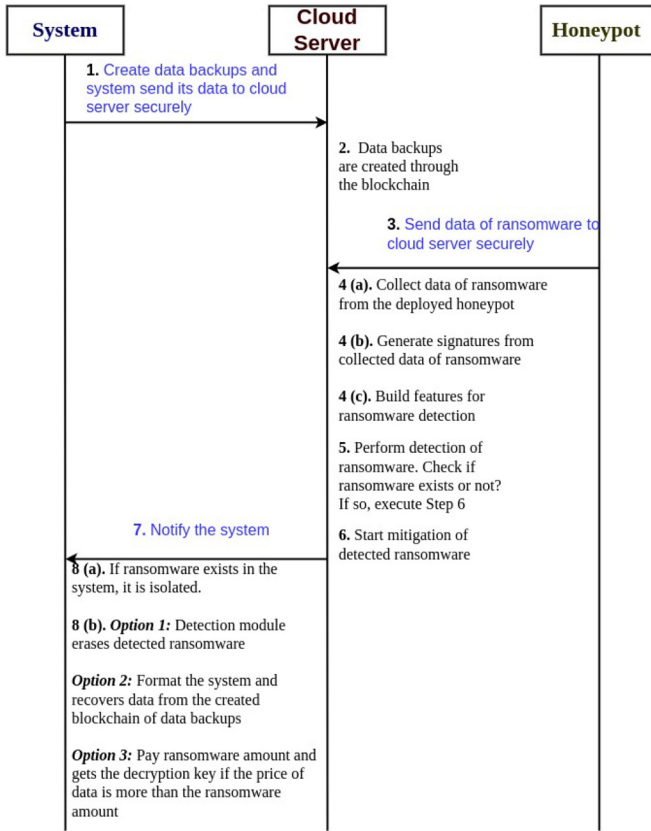 System
Cloud
Server
Honeypot
1. Create data backups and
system send its data to cloud
server securely
2. Data backups
are created through
the blockchain
3. Send data of ransomware to
cloud server securely
4 (a). Collect data of ransomware
from the deployed honeypot
4 (b). Generate signatures from
collected data of ransomware
4 (c). Build features for
ransomware detection
5. Perform detection of
ransomware. Check if
ransomware exists or not?
If so, execute Step 6
6. Start mitigation of
detected ransomware
7. Notify the system
8 (a). If ransomware exists in the
system, it is isolated.
8 (b). Option 1: Detection module
erases detected ransomware
Option 2: Format the system and
recovers data from the created
blockchain of data backups
Option 3: Pay ransomware amount and
gets the decryption key if the price of
data is more than the ransomware
amount